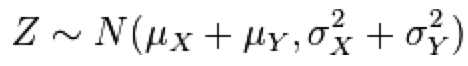 Z ∼ N(μ_X + μ_Y, σ_X^2 + σ_Y^2)